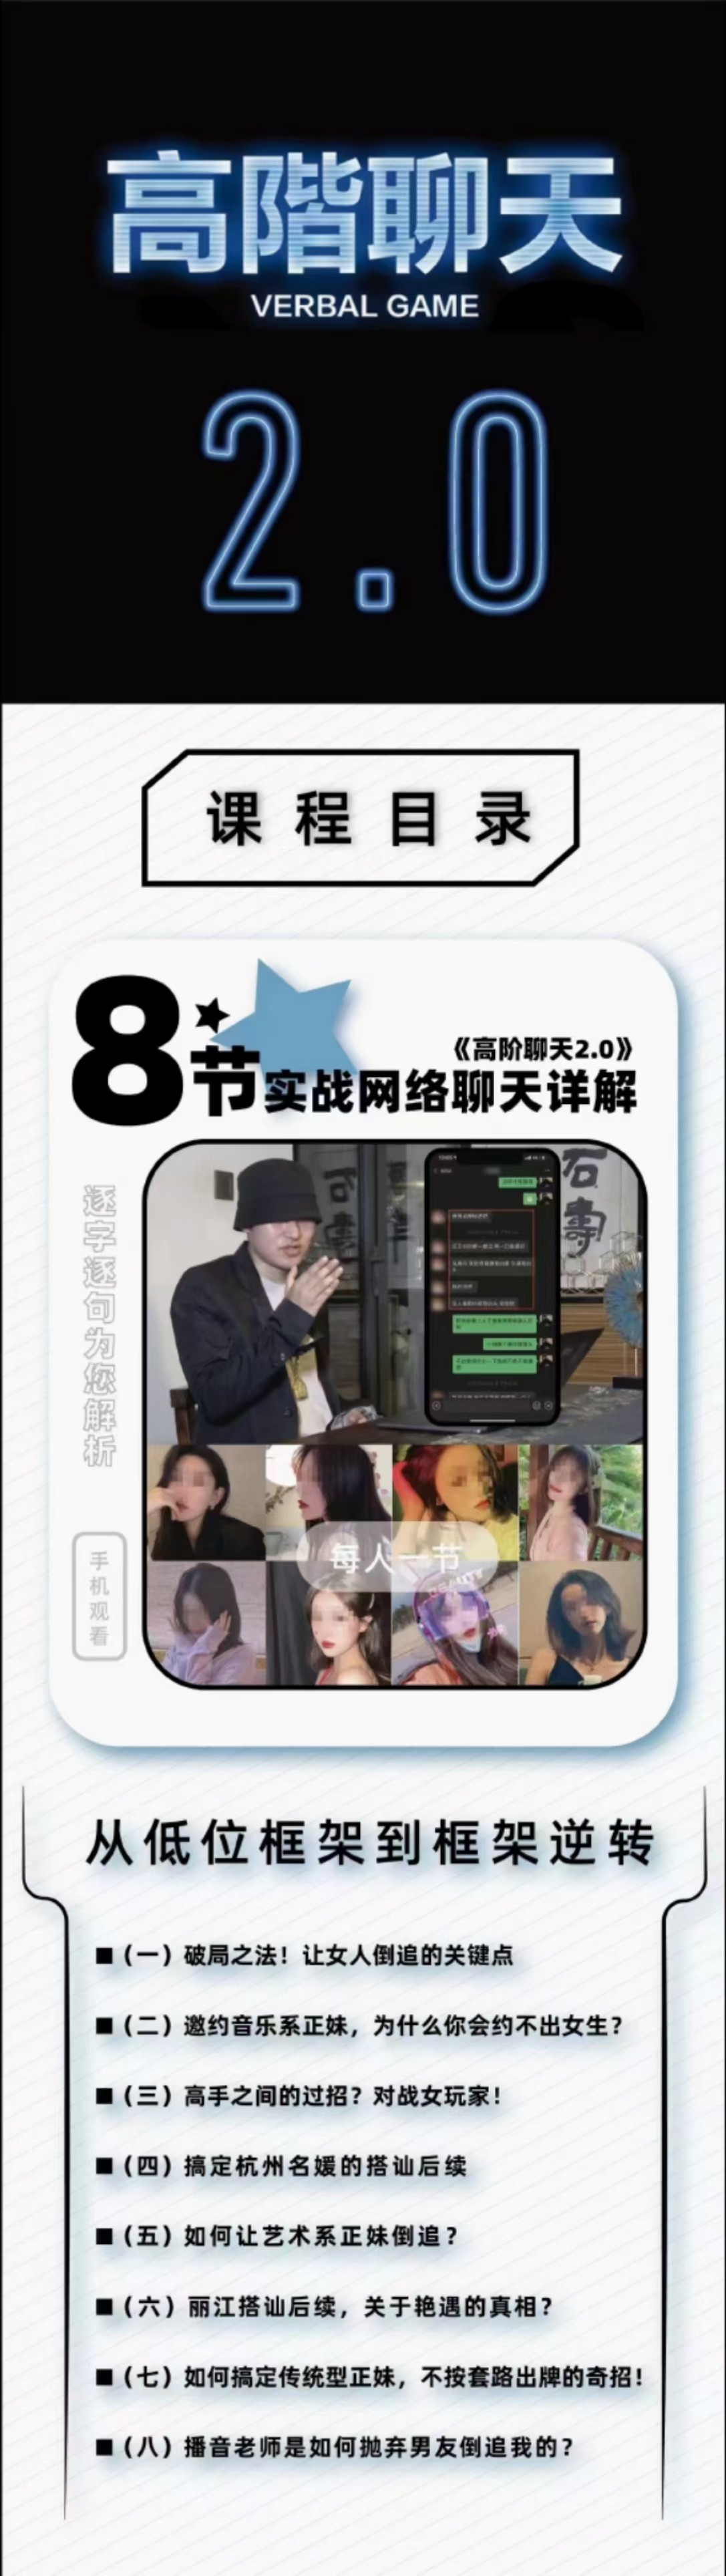 高階聊天
VERBAL GAME
2.0
课程目录
8节实战网络聊天详解
《高阶聊天2.0》
逐字逐句为您解析
手机观看
石寿
每人一节
从低位框架到框架逆转
■（一）破局之法！让女人倒追的关键点
■（二）邀约音乐系正妹，为什么你会约不出女生？
■（三）高手之间的过招？对战女玩家！
■（四）搞定杭州名媛的搭讪后续
■（五）如何让艺术系正妹倒追？
■（六）丽江搭讪后续，关于艳遇的真相？
■（七）如何搞定传统型正妹，不按套路出牌的奇招！
■（八）播音老师是如何抛弃男友倒追我的？